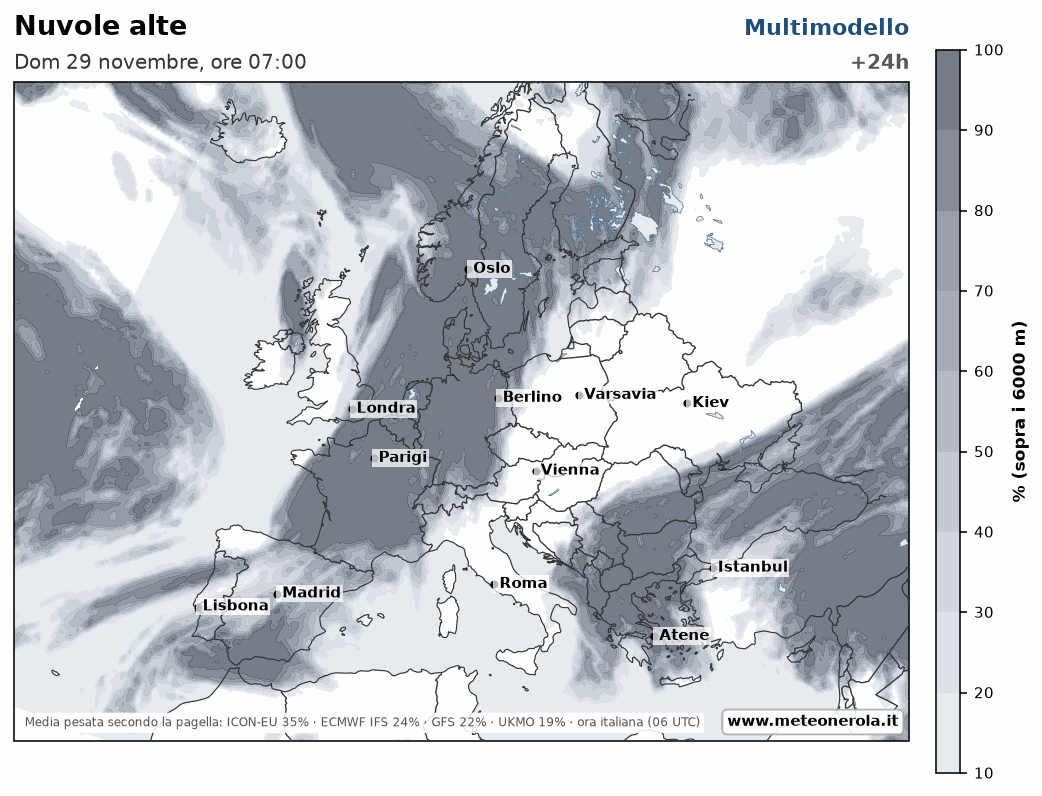 Nuvole alte
Multimodello
Dom 29 novembre, ore 07:00
+24h
100
90
80
70
60
50
40
30
20
10
% (sopra i 6000 m)
Oslo
Berlino
Varsavia
Kiev
Londra
Parigi
Vienna
Istanbul
Roma
Madrid
Lisbona
Atene
Media pesata secondo la pagella: ICON-EU 35% · ECMWF IFS 24% · GFS 22% · UKMO 19% · ora italiana (06 UTC)
www.meteonerola.it